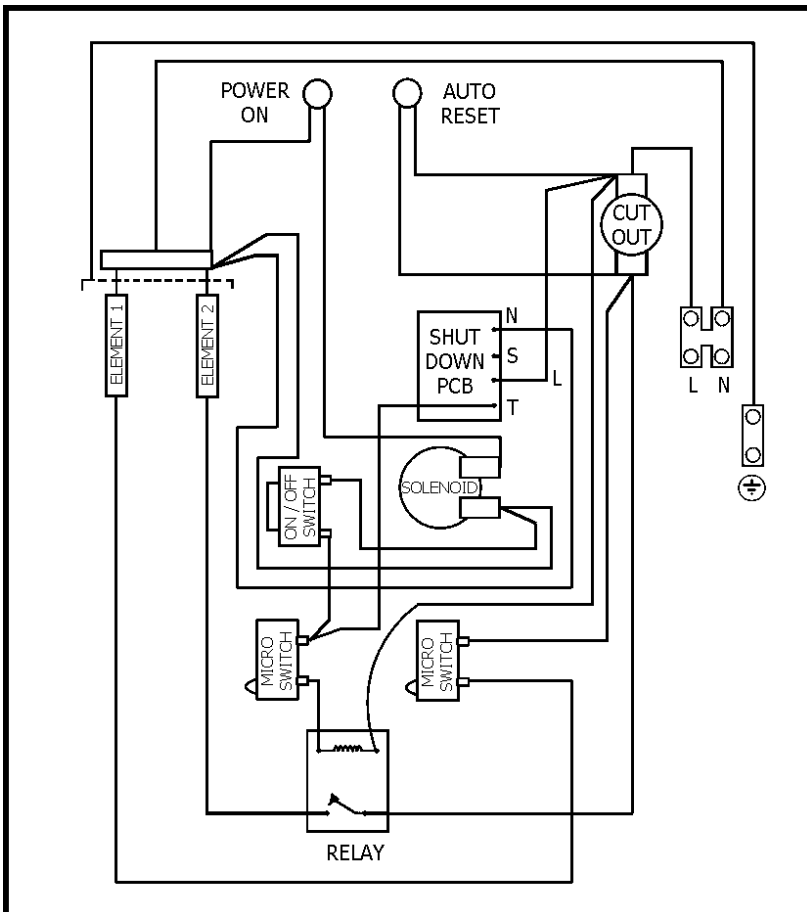 POWER
ON
AUTO
RESET
CUT
OUT
ELEMENT 1
ELEMENT 2
SHUT
DOWN
PCB
N
S
L
T
L N
ON / OFF
SWITCH
SOLENOID
MICRO
SWITCH
MICRO
SWITCH
RELAY